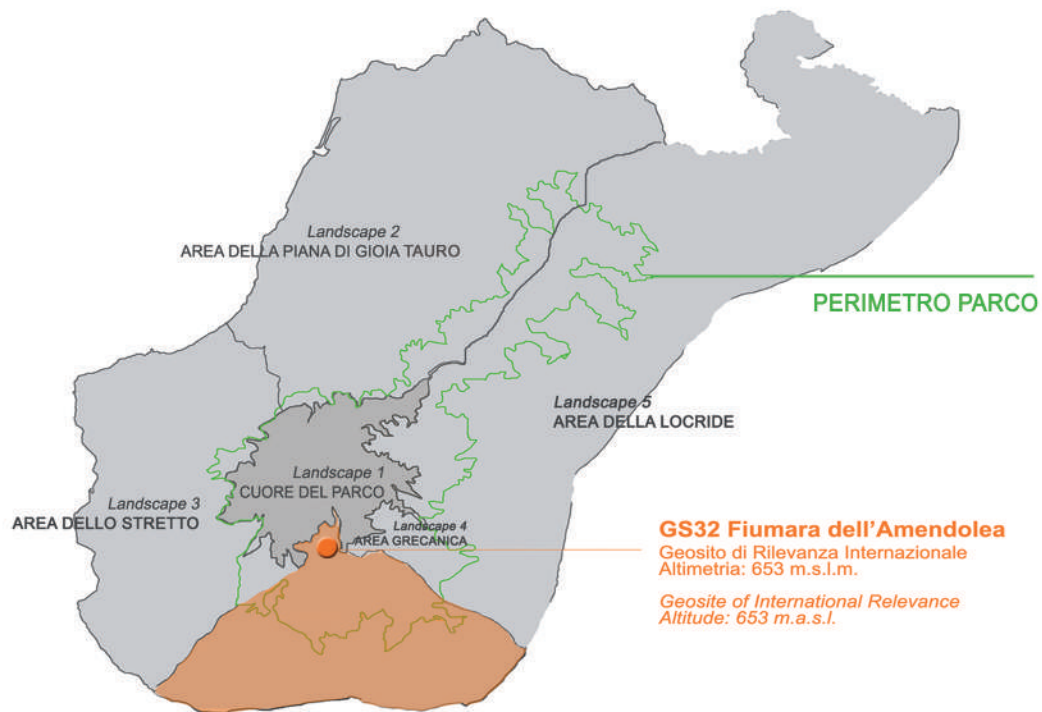 Landscape 2
AREA DELLA PIANA DI GIOIA TAURO
PERIMETRO PARCO
Landscape 5
AREA DELLA LOCRIDE
Landscape 1
CUORE DEL PARCO
Landscape 3
AREA DELLO STRETTO
Landscape 4
AREA GRECANICA
GS32 Fiumara dell'Amendolea
Geosito di Rilevanza Internazionale
Altimetria: 653 m.s.l.m.
Geosite of International Relevance
Altitude: 653 m.a.s.l.